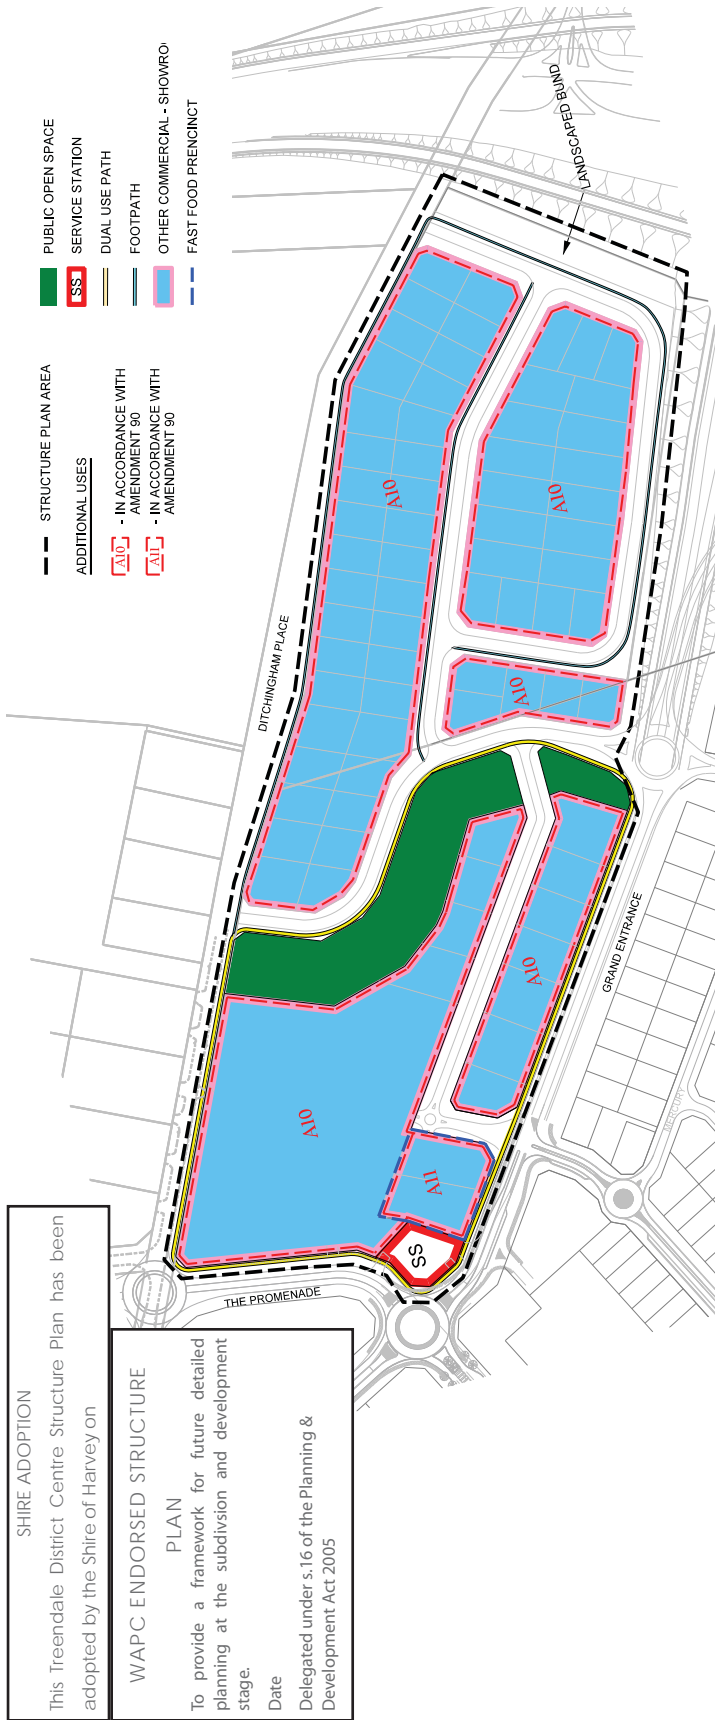 SHIRE ADOPTION
This Treendale District Centre Structure Plan has been
adopted by the Shire of Harvey on
WAPC ENDORSED STRUCTURE
PLAN
To provide a framework for future detailed
planning at the subdivsion and development
stage.
Date
Delegated under s.16 of the Planning &
Development Act 2005
STRUCTURE PLAN AREA
ADDITIONAL USES
A10 - IN ACCORDANCE WITH
AMENDMENT 90
A11 - IN ACCORDANCE WITH
AMENDMENT 90
PUBLIC OPEN SPACE
SS SERVICE STATION
DUAL USE PATH
FOOTPATH
OTHER COMMERCIAL - SHOWRO
FAST FOOD PRENCINCT
LANDSCAPED BUND
DITCHINGHAM PLACE
THE PROMENADE
GRAND ENTRANCE
MERCURY
A10
A10
A10
A10
A10
A11
SS